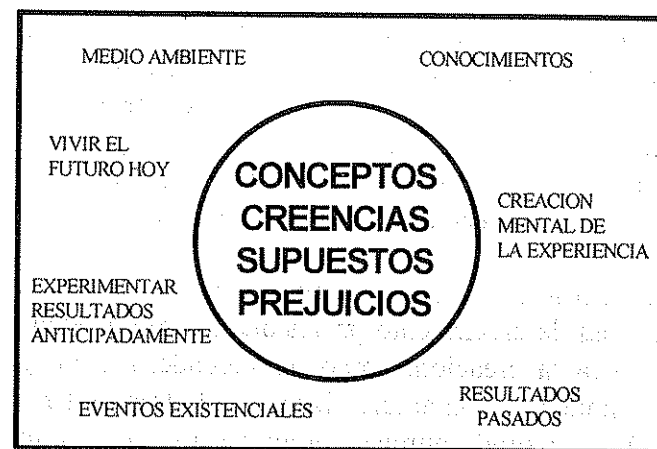 MEDIO AMBIENTE
CONOCIMIENTOS
VIVIR EL
FUTURO HOY
CONCEPTOS
CREENCIAS
SUPUESTOS
PREJUICIOS
CREACION
MENTAL DE
LA EXPERIENCIA
EXPERIMENTAR
RESULTADOS
ANTICIPADAMENTE
EVENTOS EXISTENCIALES
RESULTADOS
PASADOS